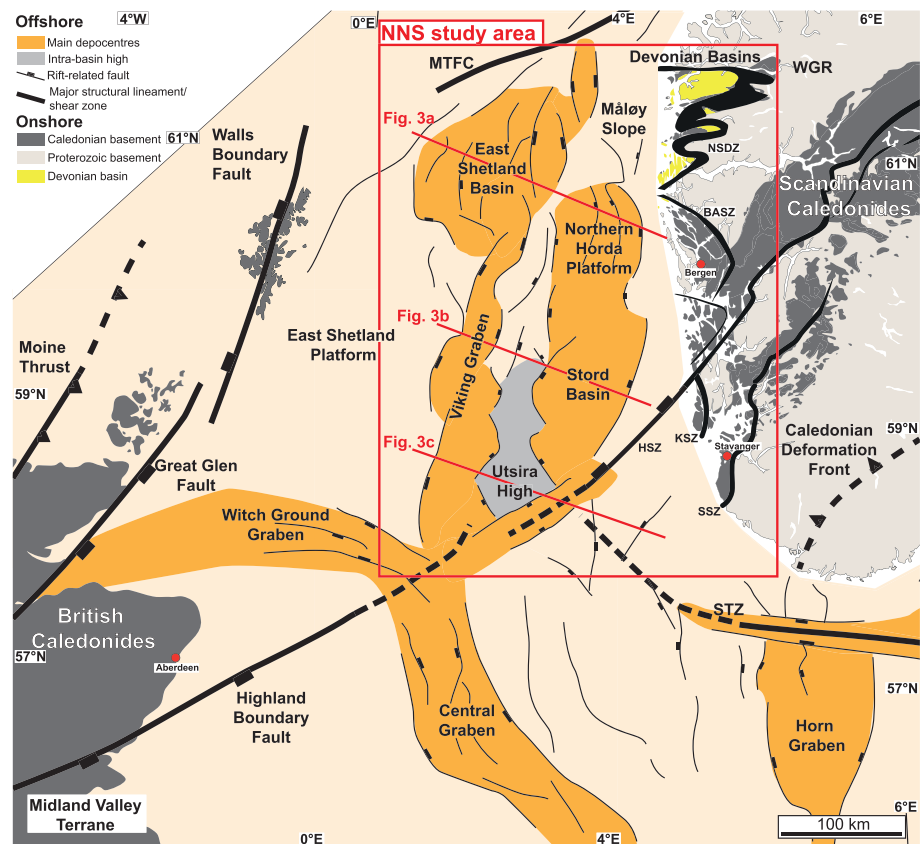 Offshore
4°W
0°E
4°E
6°E
Main depocentres
Intra-basin high
Rift-related fault
Major structural lineament/
shear zone
Onshore
Caledonian basement
61°N
Proterozoic basement
Devonian basin
NNS study area
MTFC
Devonian Basins
WGR
Måløy
Slope
Fig. 3a
Walls
Boundary
Fault
East
Shetland
Basin
NSDZ
61°N
Scandinavian
Caledonides
BASZ
Northern
Horda
Platform
Bergen
Fig. 3b
East Shetland
Platform
Viking Graben
Moine
Thrust
59°N
Stord
Basin
Fig. 3c
HSZ
KSZ
Stavanger
Caledonian
Deformation
Front
59°N
Great Glen
Fault
Utsira
High
SSZ
Witch Ground
Graben
British
Caledonides
STZ
57°N
Aberdeen
57°N
Highland
Boundary
Fault
Central
Graben
Horn
Graben
Midland Valley
Terrane
6°E
100 km
0°E
4°E